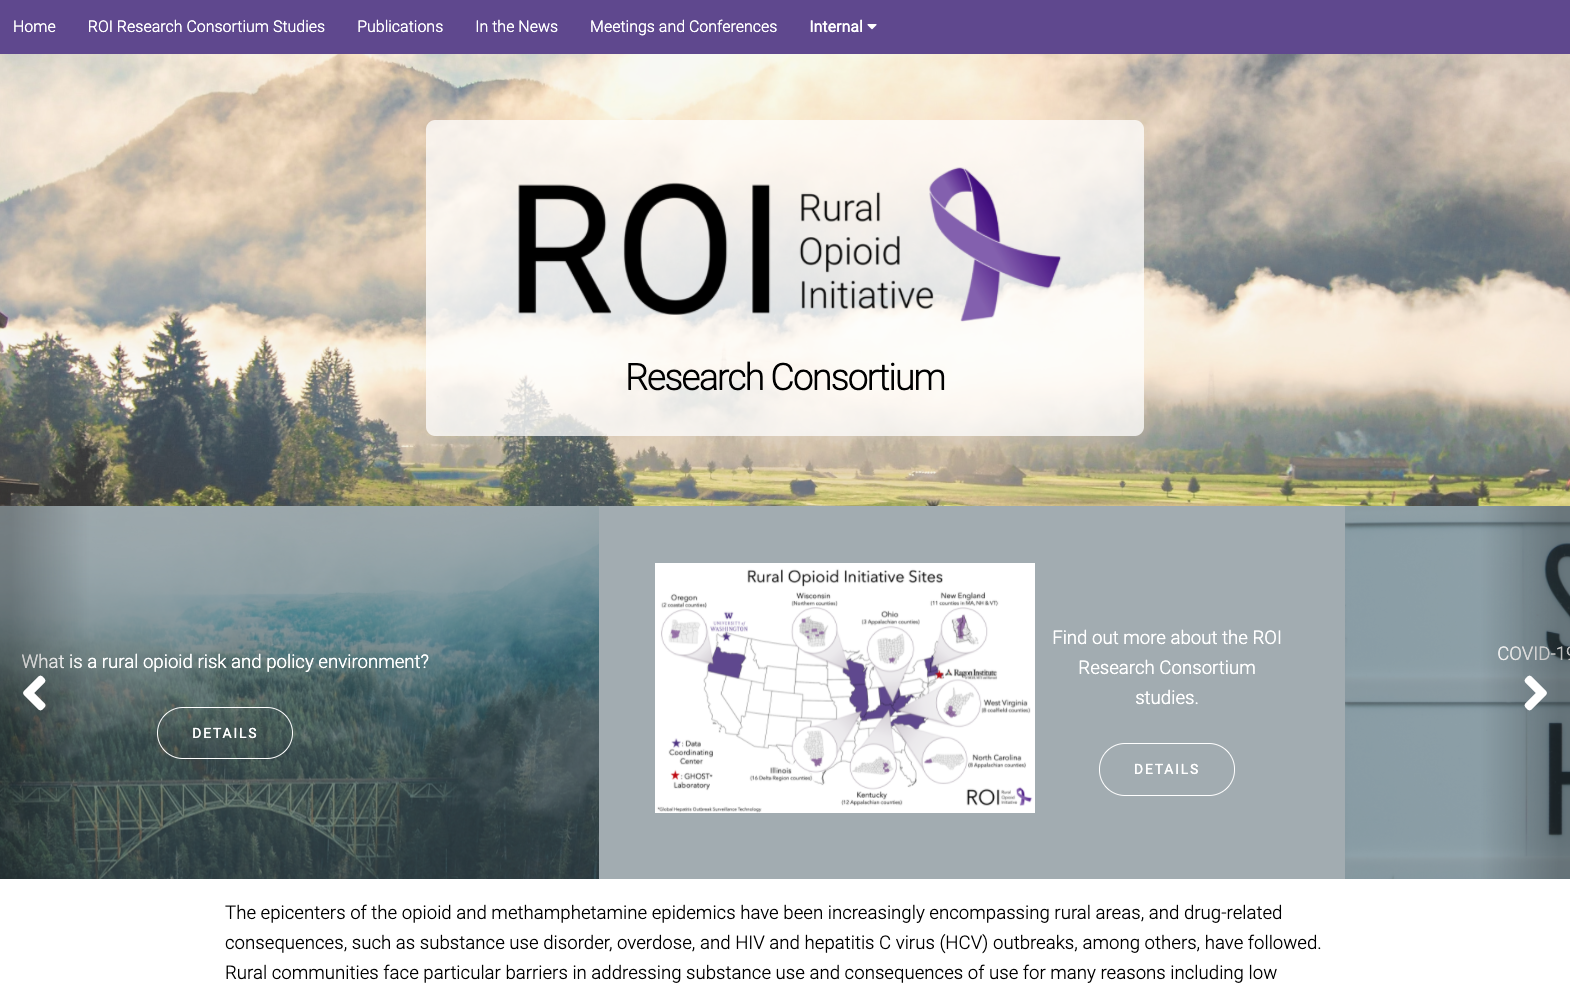 Home ROI Research Consortium Studies Publications In the News Meetings and Conferences Internal
ROI Rural
Opioid
Initiative
Research Consortium
What is a rural opioid risk and policy environment?
DETAILS
Rural Opioid Initiative Sites
Oregon
(2 coastal counties)
W
UNIVERSITY of
WASHINGTON
Wisconsin
(Northern counties)
Ohio
(3 Appalachian counties)
New England
(11 counties in MA, NH & VT)
Ragon Institute
West Virginia
(8 coalfield counties)
North Carolina
(8 Appalachian counties)
Kentucky
(12 Appalachian counties)
Illinois
(16 Delta Region counties)
: Data
Coordinating
Center
: GHOST*
Laboratory
*Global Hepatitis Outbreak Surveillance Technology
ROI Rural
Opioid
Initiative
Find out more about the ROI
Research Consortium
studies.
DETAILS
COVID-19
The epicenters of the opioid and methamphetamine epidemics have been increasingly encompassing rural areas, and drug-related
consequences, such as substance use disorder, overdose, and HIV and hepatitis C virus (HCV) outbreaks, among others, have followed.
Rural communities face particular barriers in addressing substance use and consequences of use for many reasons including low